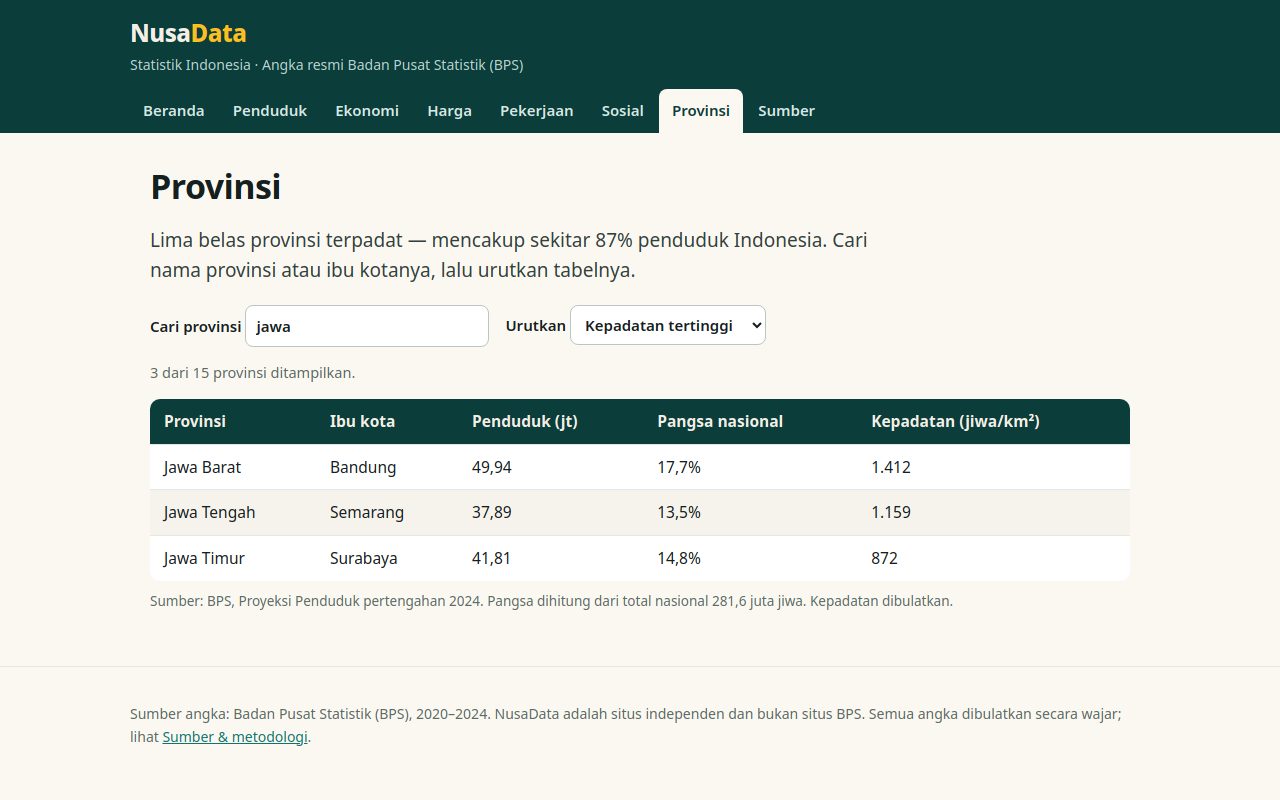 NusaData
Statistik Indonesia · Angka resmi Badan Pusat Statistik (BPS)
Beranda Penduduk Ekonomi Harga Pekerjaan Sosial Provinsi Sumber
Provinsi
Lima belas provinsi terpadat — mencakup sekitar 87% penduduk Indonesia. Cari
nama provinsi atau ibu kotanya, lalu urutkan tabelnya.
Cari provinsi jawa Urutkan Kepadatan tertinggi
3 dari 15 provinsi ditampilkan.
Provinsi Ibu kota Penduduk (jt) Pangsa nasional Kepadatan (jiwa/km²)
Jawa Barat Bandung 49,94 17,7% 1.412
Jawa Tengah Semarang 37,89 13,5% 1.159
Jawa Timur Surabaya 41,81 14,8% 872
Sumber: BPS, Proyeksi Penduduk pertengahan 2024. Pangsa dihitung dari total nasional 281,6 juta jiwa. Kepadatan dibulatkan.
Sumber angka: Badan Pusat Statistik (BPS), 2020–2024. NusaData adalah situs independen dan bukan situs BPS. Semua angka dibulatkan secara wajar;
lihat Sumber & metodologi.